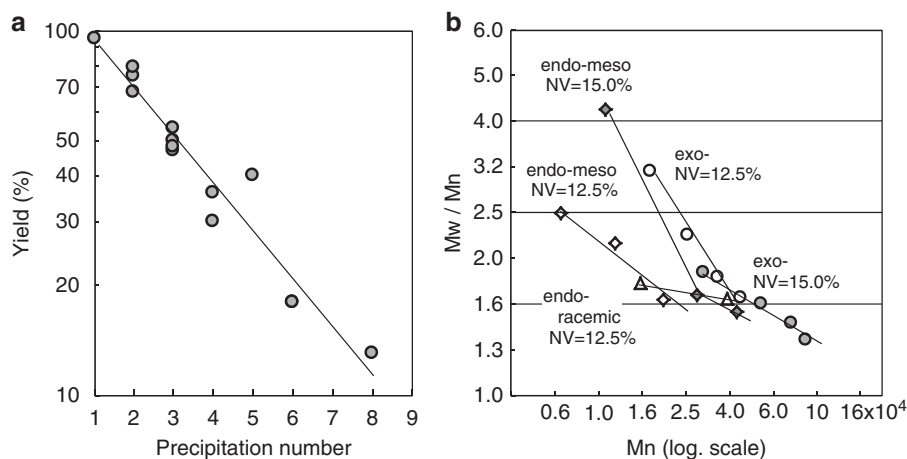 a
100
70
50
40
30
20
10
Yield (%)
1 2 3 4 5 6 7 8 9
Precipitation number
b
6.0
5.0
4.0
3.2
2.5
2.0
1.6
1.3
1.0
Mw / Mn
endo-meso
NV=15.0%
exo-
NV=12.5%
endo-meso
NV=12.5%
exo-
NV=15.0%
endo-
racemic
NV=12.5%
0.6 1.0 1.6 2.5 4.0 6.0 10 16x10⁴
Mn (log. scale)